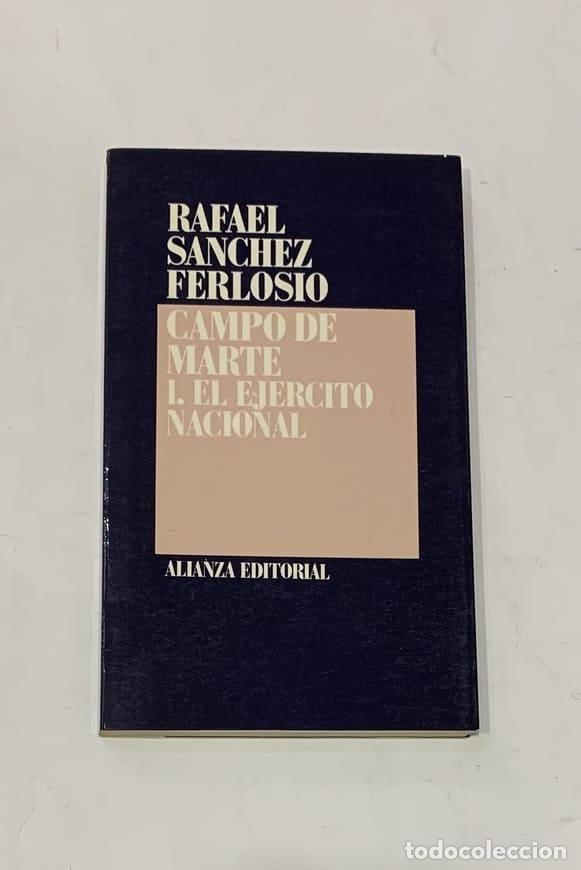 RAFAEL
SANCHEZ
FERLOSIO
CAMPO DE
MARTE
1. EL EJERCITO
NACIONAL
ALIANZA EDITORIAL
todocoleccion